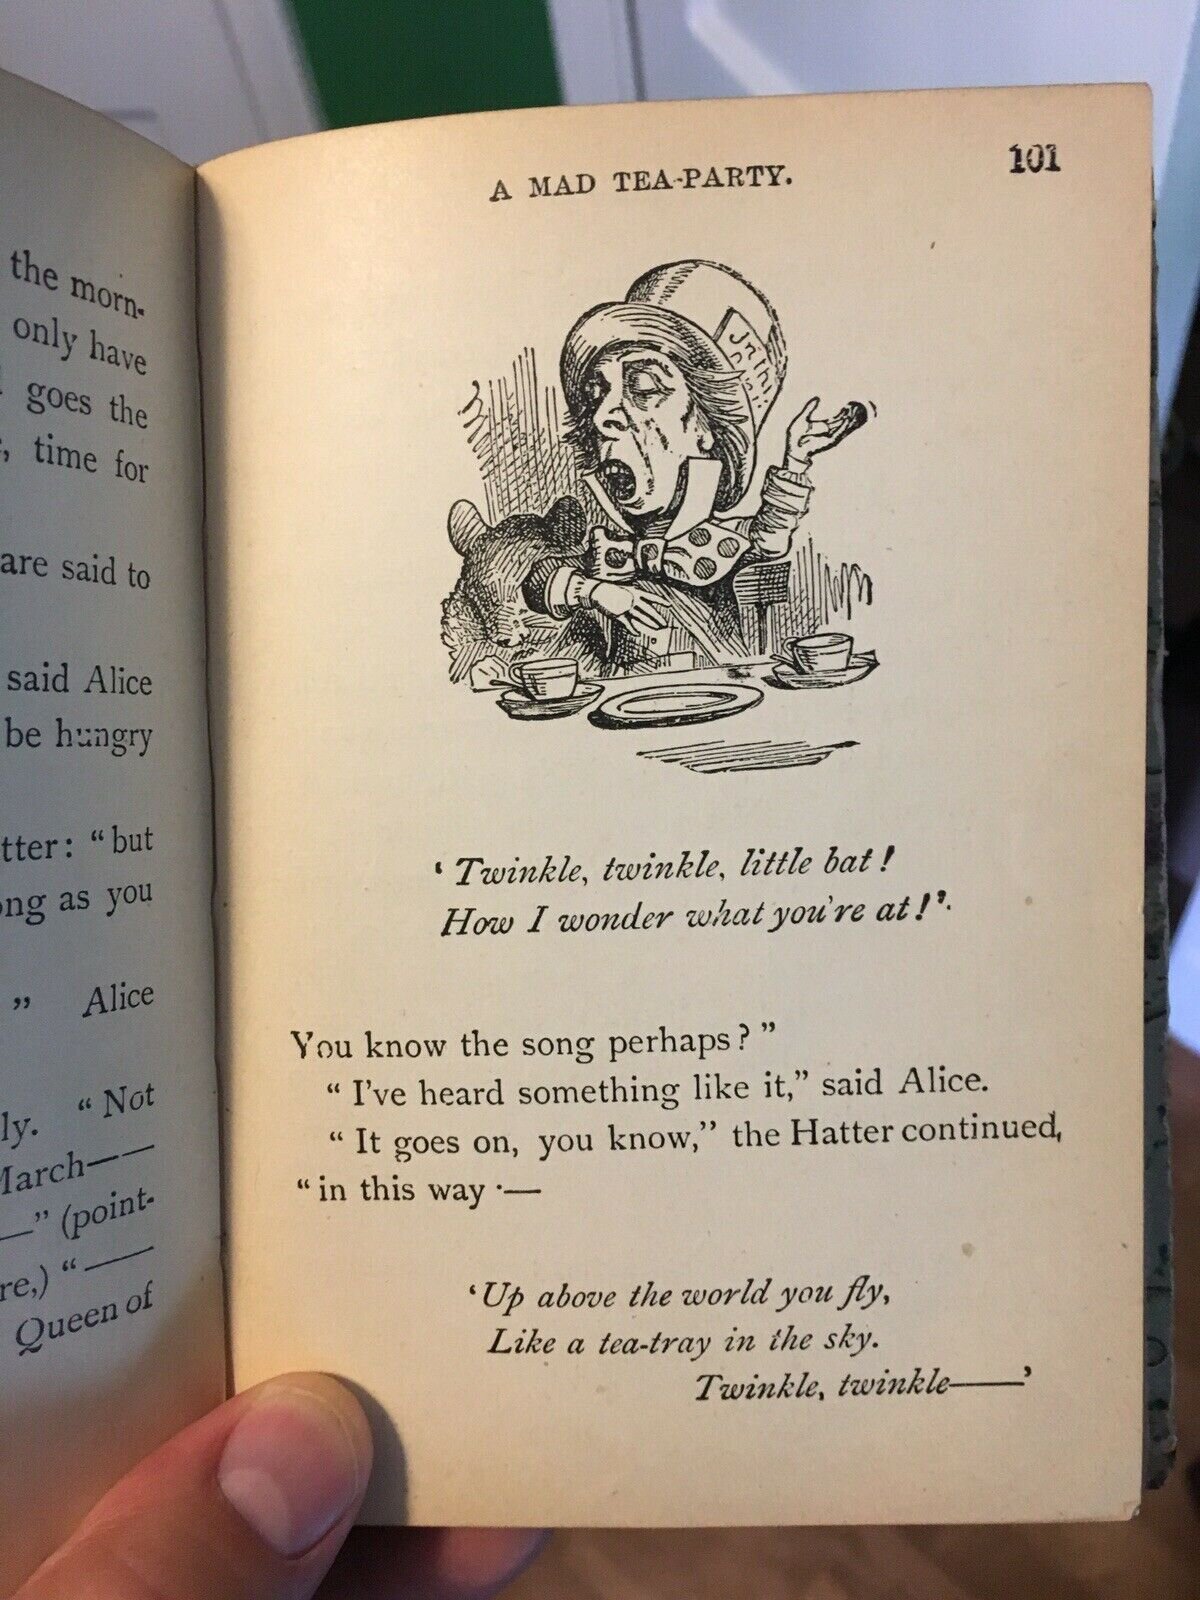 the morn-
only have
goes the
, time for
are said to
said Alice
be hungry
tter: “but
ng as you
” Alice
ly. “Not
March——
—” (point-
re,) “——
Queen of
A MAD TEA-PARTY.
101
‘Twinkle, twinkle, little bat!
How I wonder what you're at!’
You know the song perhaps?”
“I've heard something like it,” said Alice.
“It goes on, you know,” the Hatter continued,
“in this way ·—
‘Up above the world you fly,
Like a tea-tray in the sky.
Twinkle, twinkle——’